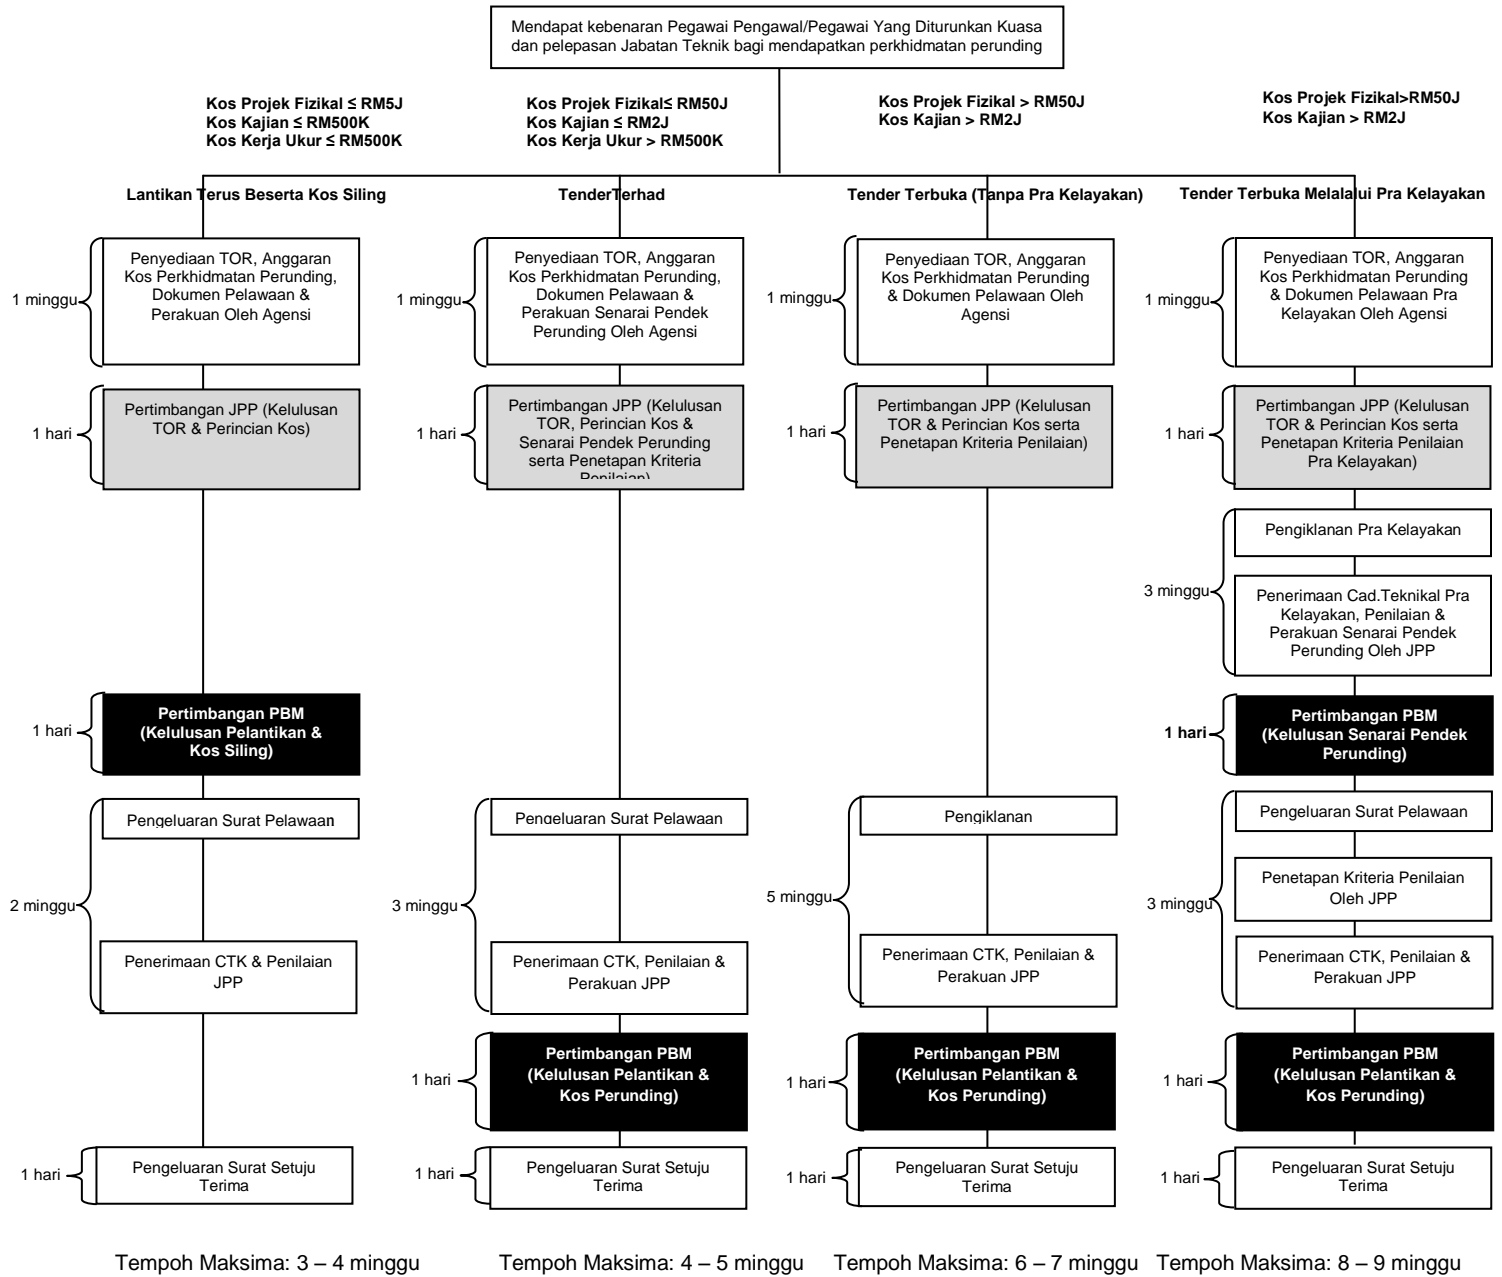 Mendapat kebenaran Pegawai Pengawal/Pegawai Yang Diturunkan Kuasa
dan pelepasan Jabatan Teknik bagi mendapatkan perkhidmatan perunding
Kos Projek Fizikal ≤ RM5J
Kos Kajian ≤ RM500K
Kos Kerja Ukur ≤ RM500K
Kos Projek Fizikal≤ RM50J
Kos Kajian ≤ RM2J
Kos Kerja Ukur > RM500K
Kos Projek Fizikal > RM50J
Kos Kajian > RM2J
Kos Projek Fizikal>RM50J
Kos Kajian > RM2J
Lantikan Terus Beserta Kos Siling
TenderTerhad
Tender Terbuka (Tanpa Pra Kelayakan)
Tender Terbuka Melalalui Pra Kelayakan
1 minggu
Penyediaan TOR, Anggaran
Kos Perkhidmatan Perunding,
Dokumen Pelawaan &
Perakuan Oleh Agensi
1 minggu
Penyediaan TOR, Anggaran
Kos Perkhidmatan Perunding,
Dokumen Pelawaan &
Perakuan Senarai Pendek
Perunding Oleh Agensi
1 minggu
Penyediaan TOR, Anggaran
Kos Perkhidmatan Perunding
& Dokumen Pelawaan Oleh
Agensi
1 minggu
Penyediaan TOR, Anggaran
Kos Perkhidmatan Perunding
& Dokumen Pelawaan Pra
Kelayakan Oleh Agensi
1 hari
Pertimbangan JPP (Kelulusan
TOR & Perincian Kos)
1 hari
Pertimbangan JPP (Kelulusan
TOR, Perincian Kos &
Senarai Pendek Perunding
serta Penetapan Kriteria
Penilaian)
1 hari
Pertimbangan JPP (Kelulusan
TOR & Perincian Kos serta
Penetapan Kriteria Penilaian)
1 hari
Pertimbangan JPP (Kelulusan
TOR & Perincian Kos serta
Penetapan Kriteria Penilaian
Pra Kelayakan)
3 minggu
Pengiklanan Pra Kelayakan
Penerimaan Cad.Teknikal Pra
Kelayakan, Penilaian &
Perakuan Senarai Pendek
Perunding Oleh JPP
1 hari
Pertimbangan PBM
(Kelulusan Pelantikan &
Kos Siling)
1 hari
Pertimbangan PBM
(Kelulusan Senarai Pendek
Perunding)
2 minggu
Pengeluaran Surat Pelawaan
Penerimaan CTK & Penilaian
JPP
3 minggu
Pengeluaran Surat Pelawaan
Penerimaan CTK, Penilaian &
Perakuan JPP
5 minggu
Pengiklanan
Penerimaan CTK, Penilaian &
Perakuan JPP
3 minggu
Pengeluaran Surat Pelawaan
Penetapan Kriteria Penilaian
Oleh JPP
Penerimaan CTK, Penilaian &
Perakuan JPP
1 hari
Pertimbangan PBM
(Kelulusan Pelantikan &
Kos Perunding)
1 hari
Pertimbangan PBM
(Kelulusan Pelantikan &
Kos Perunding)
1 hari
Pertimbangan PBM
(Kelulusan Pelantikan &
Kos Perunding)
1 hari
Pengeluaran Surat Setuju
Terima
1 hari
Pengeluaran Surat Setuju
Terima
1 hari
Pengeluaran Surat Setuju
Terima
1 hari
Pengeluaran Surat Setuju
Terima
Tempoh Maksima: 3 – 4 minggu
Tempoh Maksima: 4 – 5 minggu
Tempoh Maksima: 6 – 7 minggu
Tempoh Maksima: 8 – 9 minggu